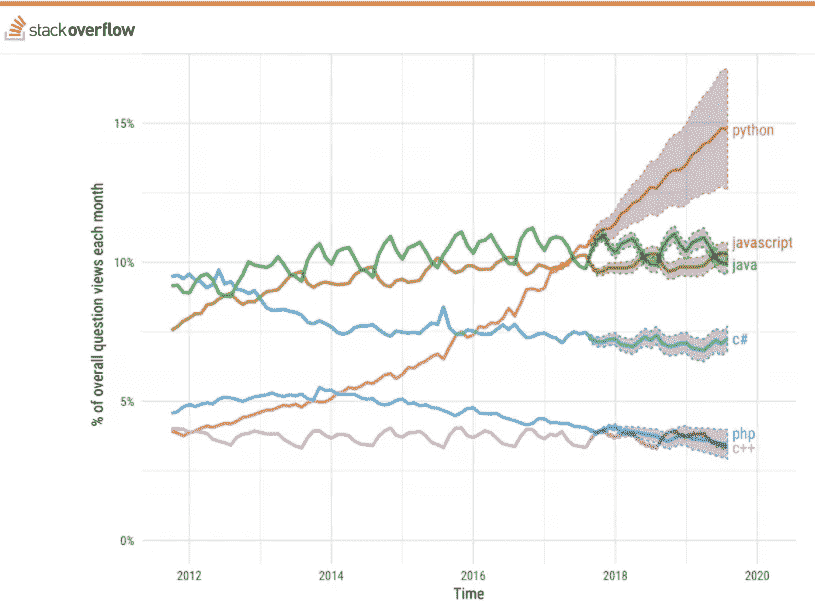 stackoverflow
15%
10%
5%
0%
% of overall question views each month
python
javascript
java
c#
php
c++
2012 2014 2016 2018 2020
Time